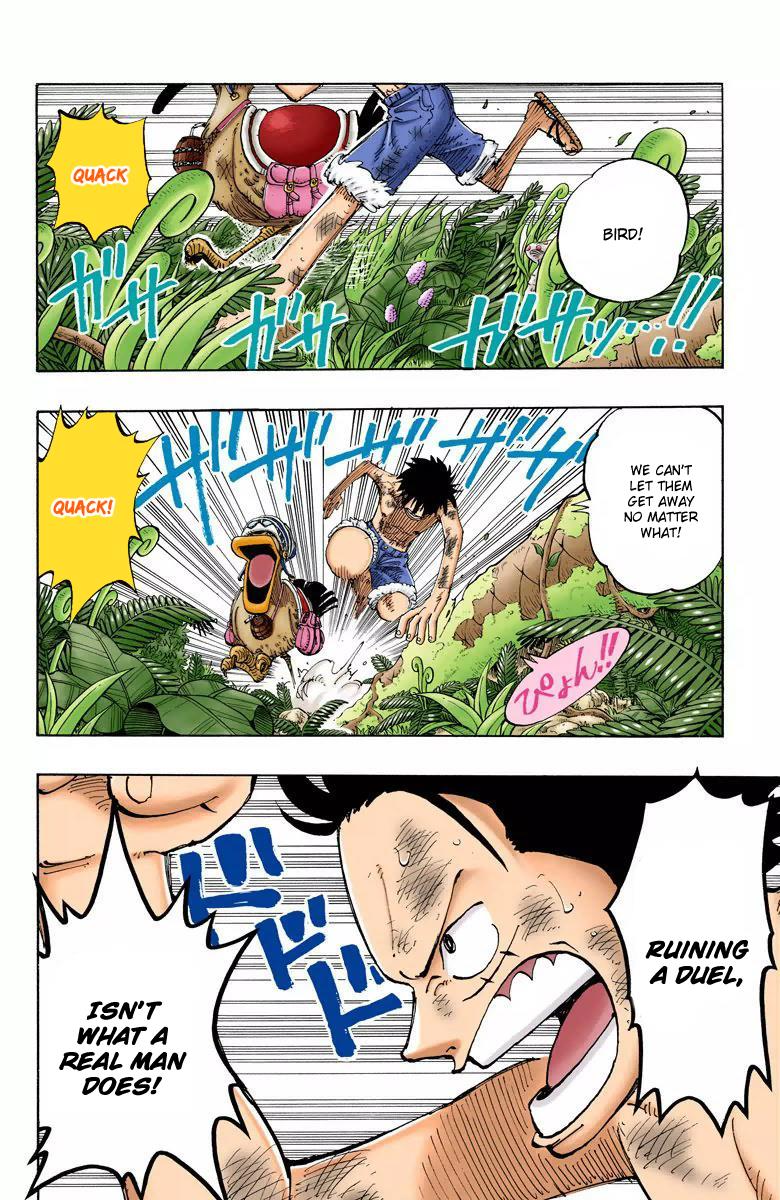 BIRD!
QUACK
ガサ
ガサ
ガサッ…!!
WE CAN'T
LET THEM
GET AWAY
NO MATTER
WHAT!
QUACK!
ザザザザザザ
ぴょん!!
RUINING
A DUEL,
ドドド
ISN'T
WHAT A
REAL MAN
DOES!